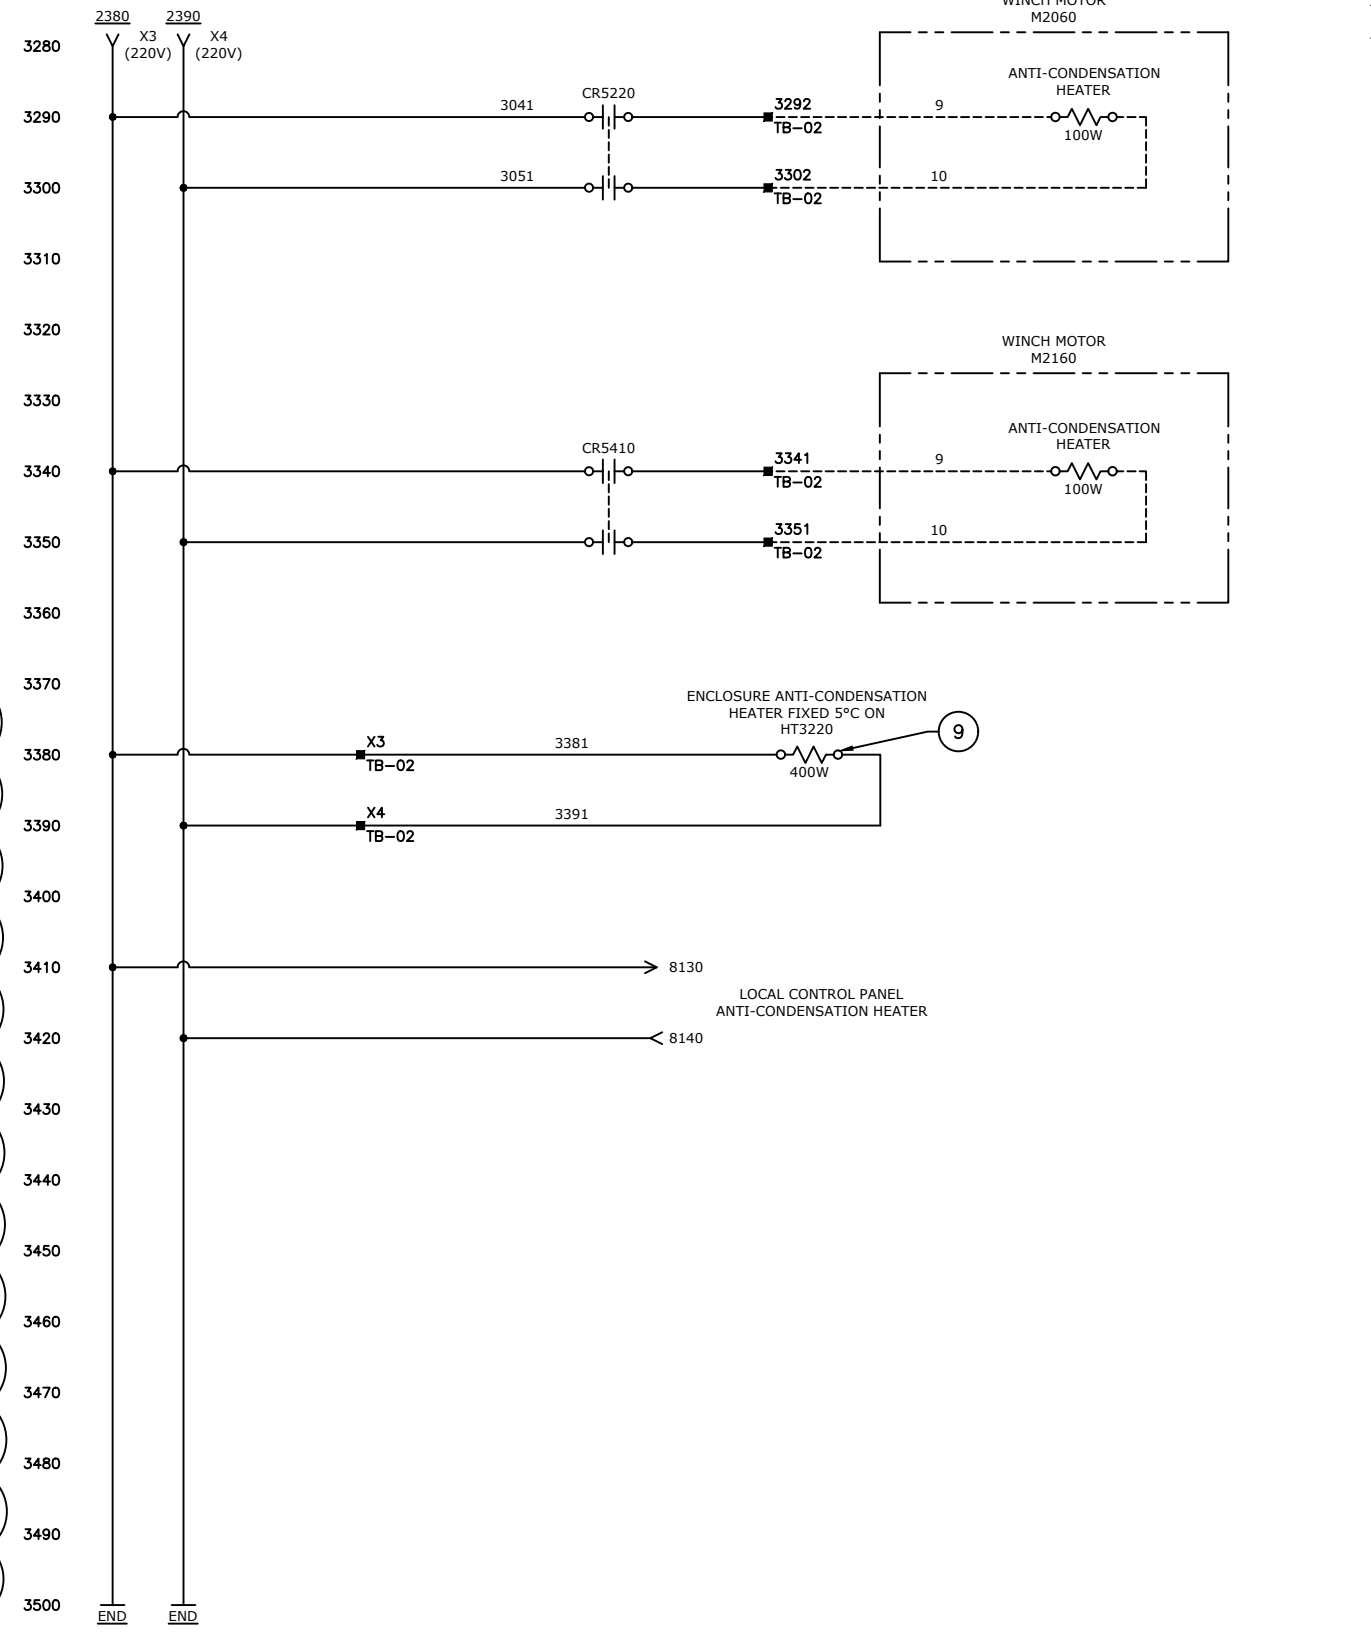 2380 2390
X3 X4
(220V) (220V)
WINCH MOTOR
M2060
3280
ANTI-CONDENSATION
HEATER
3290
3041
CR5220
3292
TB-02
9
100W
3300
3051
3302
TB-02
10
3310
3320
WINCH MOTOR
M2160
3330
ANTI-CONDENSATION
HEATER
3340
CR5410
3341
TB-02
9
100W
3350
3351
TB-02
10
3360
3370
ENCLOSURE ANTI-CONDENSATION
HEATER FIXED 5°C ON
HT3220
9
3380
X3
TB-02
3381
400W
3390
X4
TB-02
3391
3400
3410
8130
LOCAL CONTROL PANEL
ANTI-CONDENSATION HEATER
3420
8140
3430
3440
3450
3460
3470
3480
3490
3500
END END